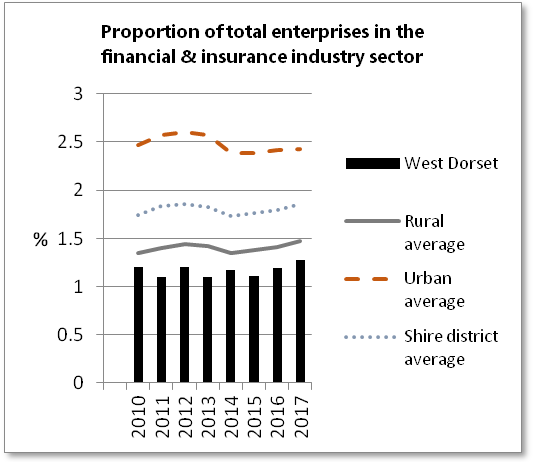 Proportion of total enterprises in the
financial & insurance industry sector
3
2.5
2
1.5
1
0.5
0
%
2010
2011
2012
2013
2014
2015
2016
2017
West Dorset
Rural
average
Urban
average
Shire district
average